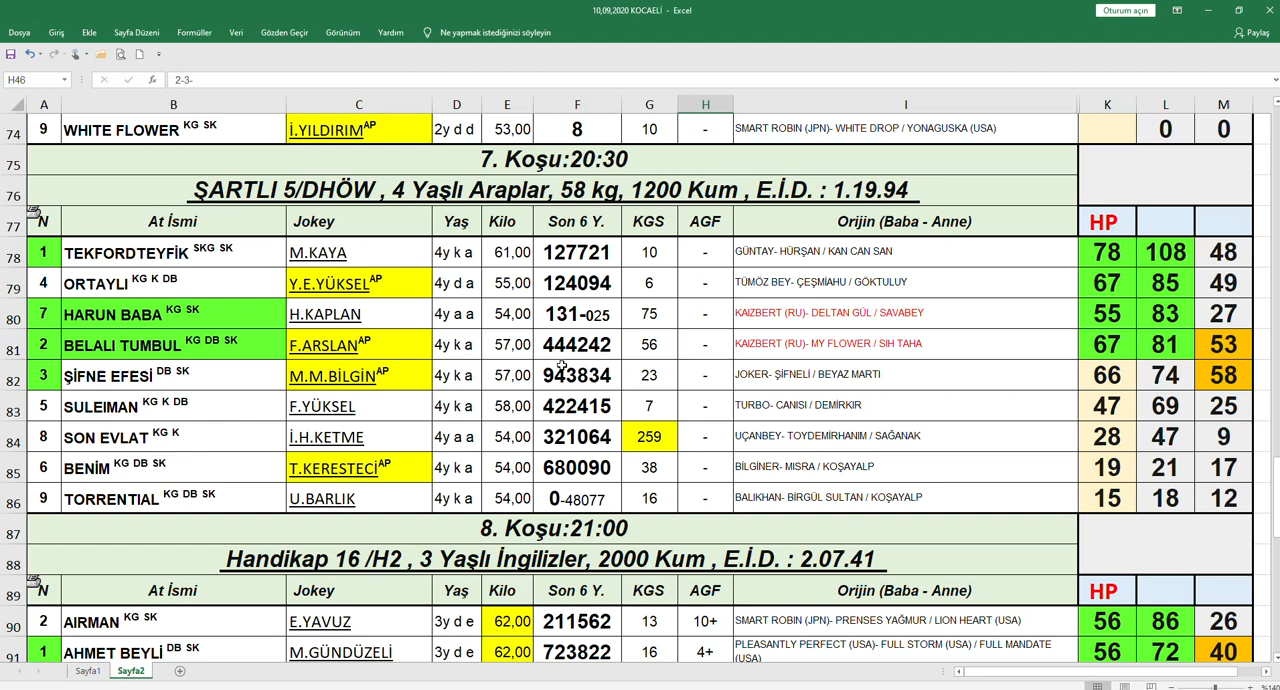 10,09,2020 KOCAELİ - Excel
Oturum açın
Dosya Giriş Ekle Sayfa Düzeni Formüller Veri Gözden Geçir Görünüm Yardım Ne yapmak istediğinizi söyleyin Paylaş
H46 fx 2-3-
A B C D E F G H I K L M
74 9 WHITE FLOWER KG SK İ.YILDIRIM AP 2y d d 53,00 8 10 - SMART ROBIN (JPN)- WHITE DROP / YONAGUSKA (USA) 0 0
75 7. Koşu:20:30
76 ŞARTLI 5/DHÖW , 4 Yaşlı Araplar, 58 kg, 1200 Kum , E.İ.D. : 1.19.94
77 N At İsmi Jokey Yaş Kilo Son 6 Y. KGS AGF Orijin (Baba - Anne) HP
78 1 TEKFORDTEYFİK SKG SK M.KAYA 4y k a 61,00 127721 10 - GÜNTAY- HÜRŞAN / KAN CAN SAN 78 108 48
79 4 ORTAYLI KG K DB Y.E.YÜKSEL AP 4y d a 55,00 124094 6 - TÜMÖZ BEY- ÇEŞMİAHU / GÖKTULUY 67 85 49
80 7 HARUN BABA KG SK H.KAPLAN 4y a a 54,00 131-025 75 - KAIZBERT (RU)- DELTAN GÜL / SAVABEY 55 83 27
81 2 BELALI TUMBUL KG DB SK F.ARSLAN AP 4y k a 57,00 444242 56 - KAIZBERT (RU)- MY FLOWER / SIH TAHA 67 81 53
82 3 ŞİFNE EFESİ DB SK M.M.BİLGİN AP 4y k a 57,00 943834 23 - JOKER- ŞİFNELİ / BEYAZ MARTI 66 74 58
83 5 SULEIMAN KG K DB F.YÜKSEL 4y k a 58,00 422415 7 - TURBO- CANISI / DEMİRKIR 47 69 25
84 8 SON EVLAT KG K İ.H.KETME 4y a a 54,00 321064 259 - UÇANBEY- TOYDEMİRHANIM / SAĞANAK 28 47 9
85 6 BENİM KG DB SK T.KERESTECİ AP 4y k a 54,00 680090 38 - BİLGİNER- MISRA / KOŞAYALP 19 21 17
86 9 TORRENTIAL KG DB SK U.BARLIK 4y k a 54,00 0-48077 16 - BALIKHAN- BİRGÜL SULTAN / KOŞAYALP 15 18 12
87 8. Koşu:21:00
88 Handikap 16 /H2 , 3 Yaşlı İngilizler, 2000 Kum , E.İ.D. : 2.07.41
89 N At İsmi Jokey Yaş Kilo Son 6 Y. KGS AGF Orijin (Baba - Anne) HP
90 2 AIRMAN KG SK E.YAVUZ 3y d e 62,00 211562 13 10+ SMART ROBIN (JPN)- PRENSES YAĞMUR / LION HEART (USA) 56 86 26
91 1 AHMET BEYLİ DB SK M.GÜNDÜZELİ 3y d e 62,00 723822 16 4+ PLEASANTLY PERFECT (USA)- FULL STORM (USA) / FULL MANDATE (USA) 56 72 40
Sayfa1 Sayfa2
%140